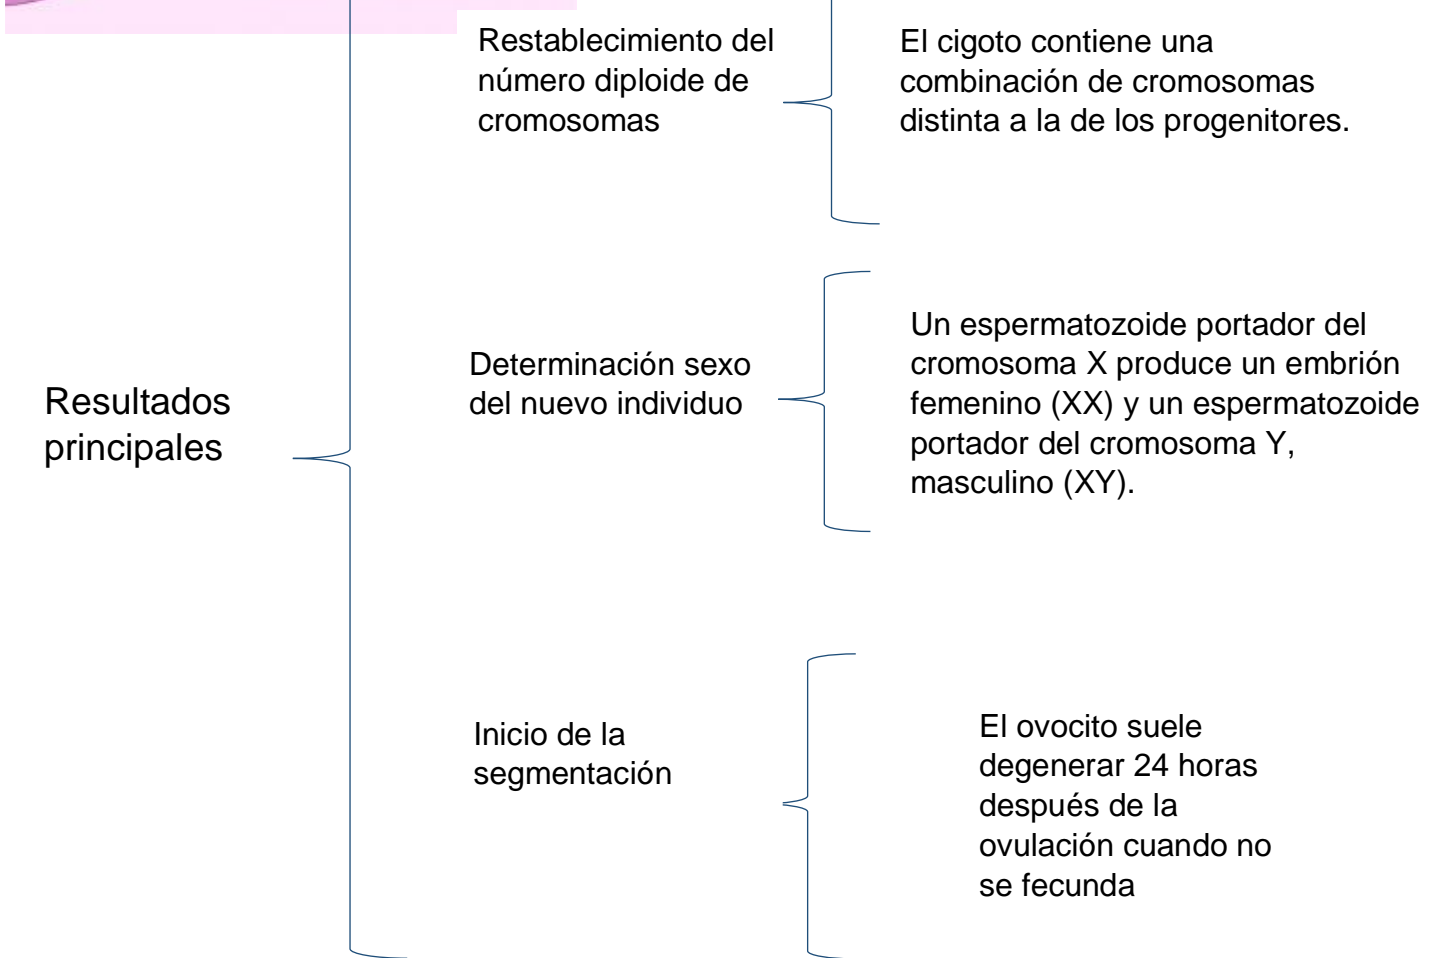 Resultados
principales
Restablecimiento del
número diploide de
cromosomas
El cigoto contiene una
combinación de cromosomas
distinta a la de los progenitores.
Determinación sexo
del nuevo individuo
Un espermatozoide portador del
cromosoma X produce un embrión
femenino (XX) y un espermatozoide
portador del cromosoma Y,
masculino (XY).
Inicio de la
segmentación
El ovocito suele
degenerar 24 horas
después de la
ovulación cuando no
se fecunda